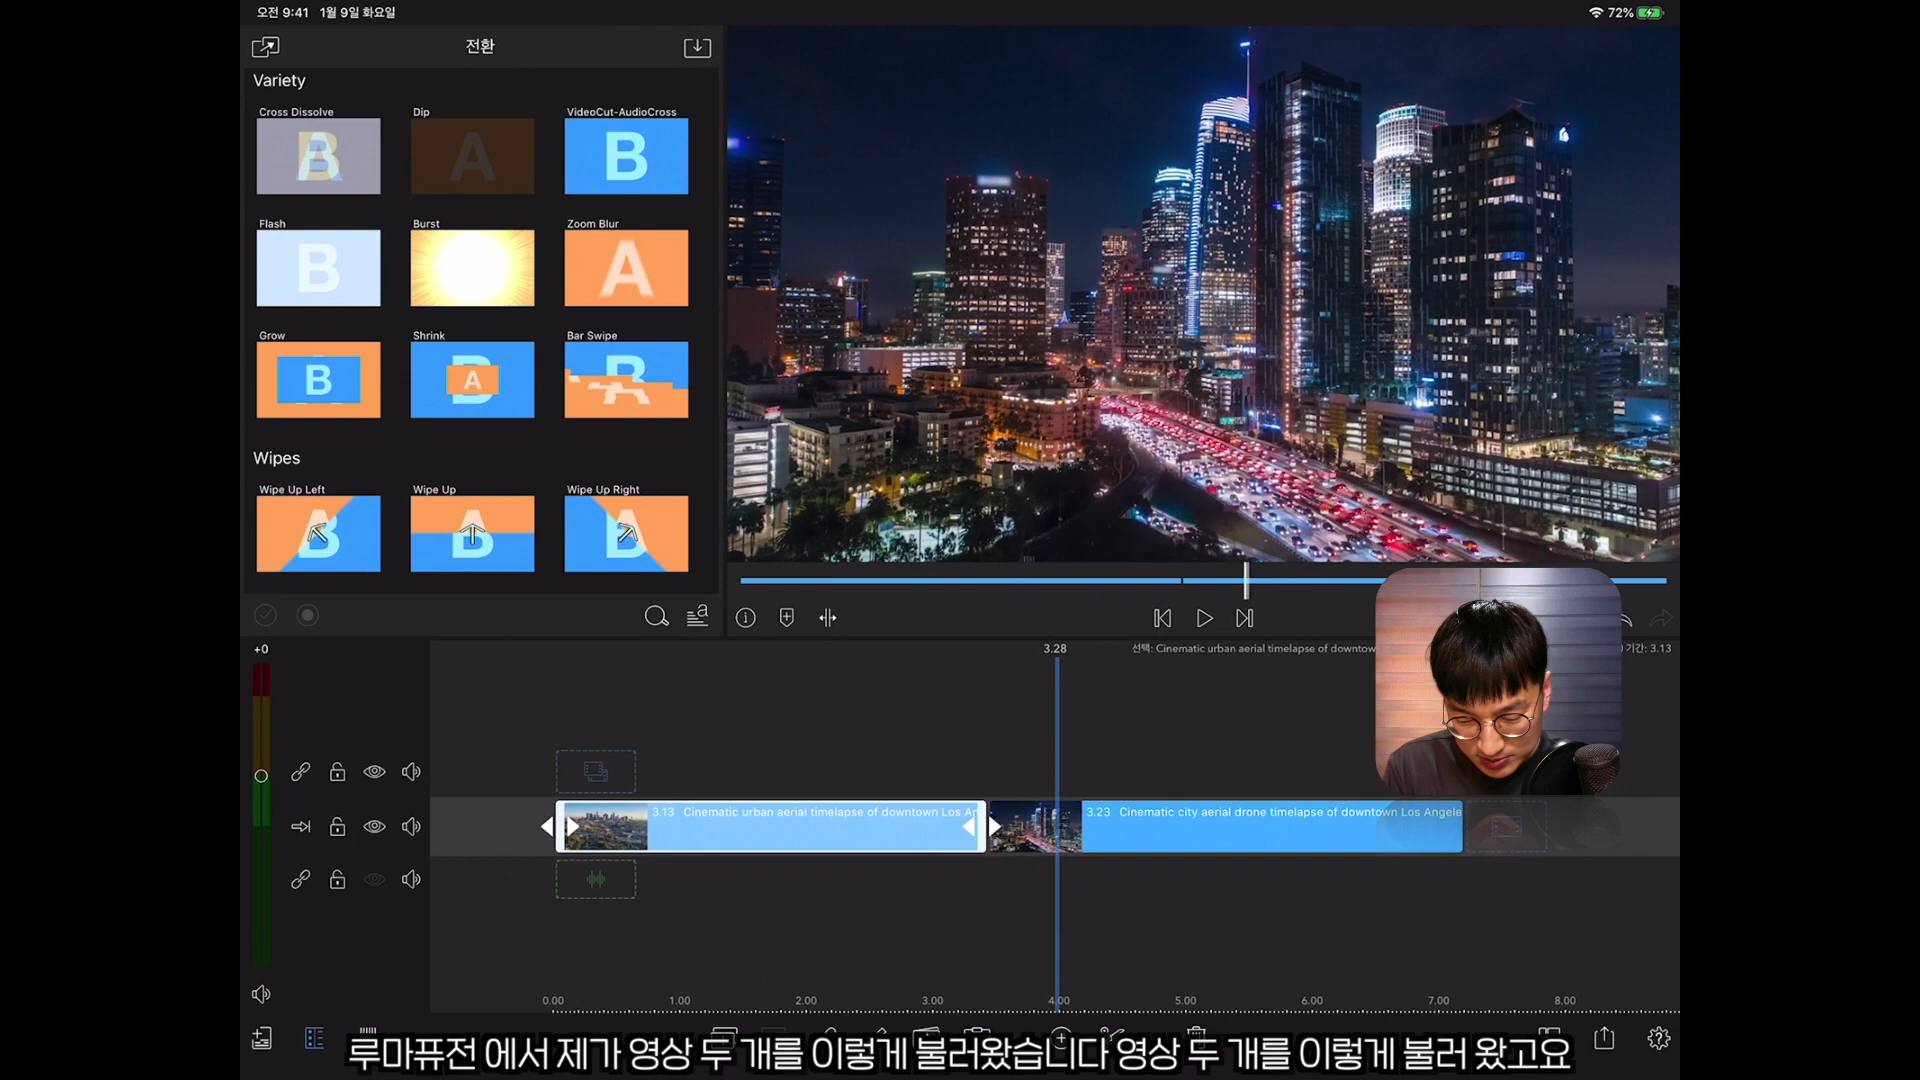 오전 9:41 1월 9일 화요일
72%
전환
Variety
Cross Dissolve
Dip
VideoCut-AudioCross
A B
A
B
Flash
Burst
Zoom Blur
B
A
Grow
Shrink
Bar Swipe
B
A B
A B
Wipes
Wipe Up Left
Wipe Up
Wipe Up Right
A B
A B
A B
+0
3.28
선택: Cinematic urban aerial timelapse of downtow
) 기간: 3.13
3.13 Cinematic urban aerial timelapse of downtown Los An
3.23 Cinematic city aerial drone timelapse of downtown Los Angele
0.00 1.00 2.00 3.00 4.00 5.00 6.00 7.00 8.00
루마퓨전 에서 제가 영상 두 개를 이렇게 불러왔습니다 영상 두 개를 이렇게 불러 왔고요